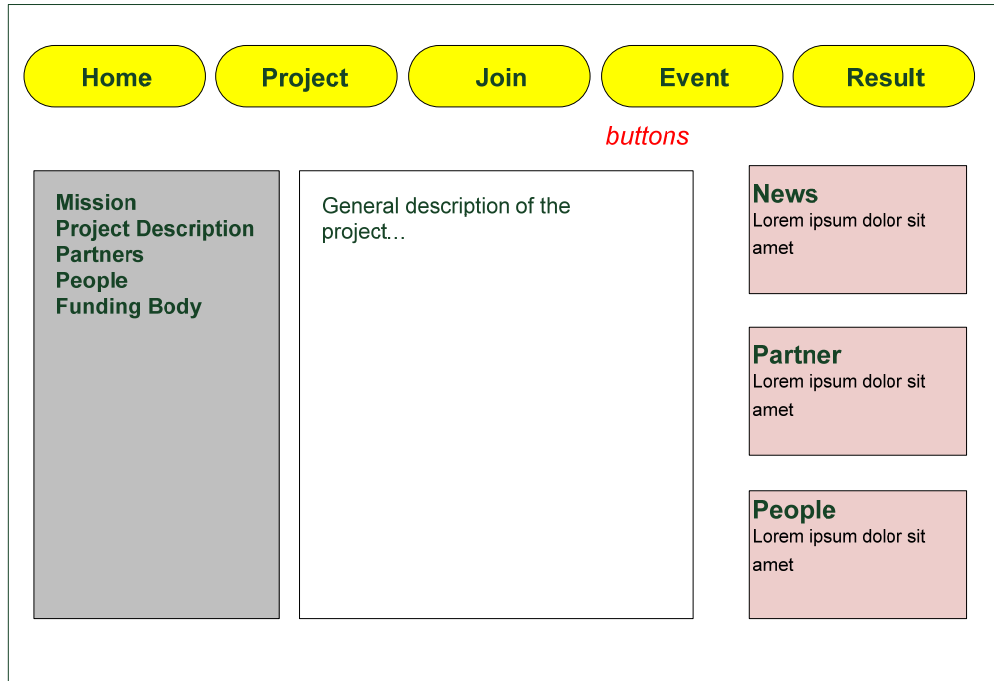 Home
Project
Join
Event
Result
buttons
Mission
Project Description
Partners
People
Funding Body
General description of the
project…
News
Lorem ipsum dolor sit
amet
Partner
Lorem ipsum dolor sit
amet
People
Lorem ipsum dolor sit
amet